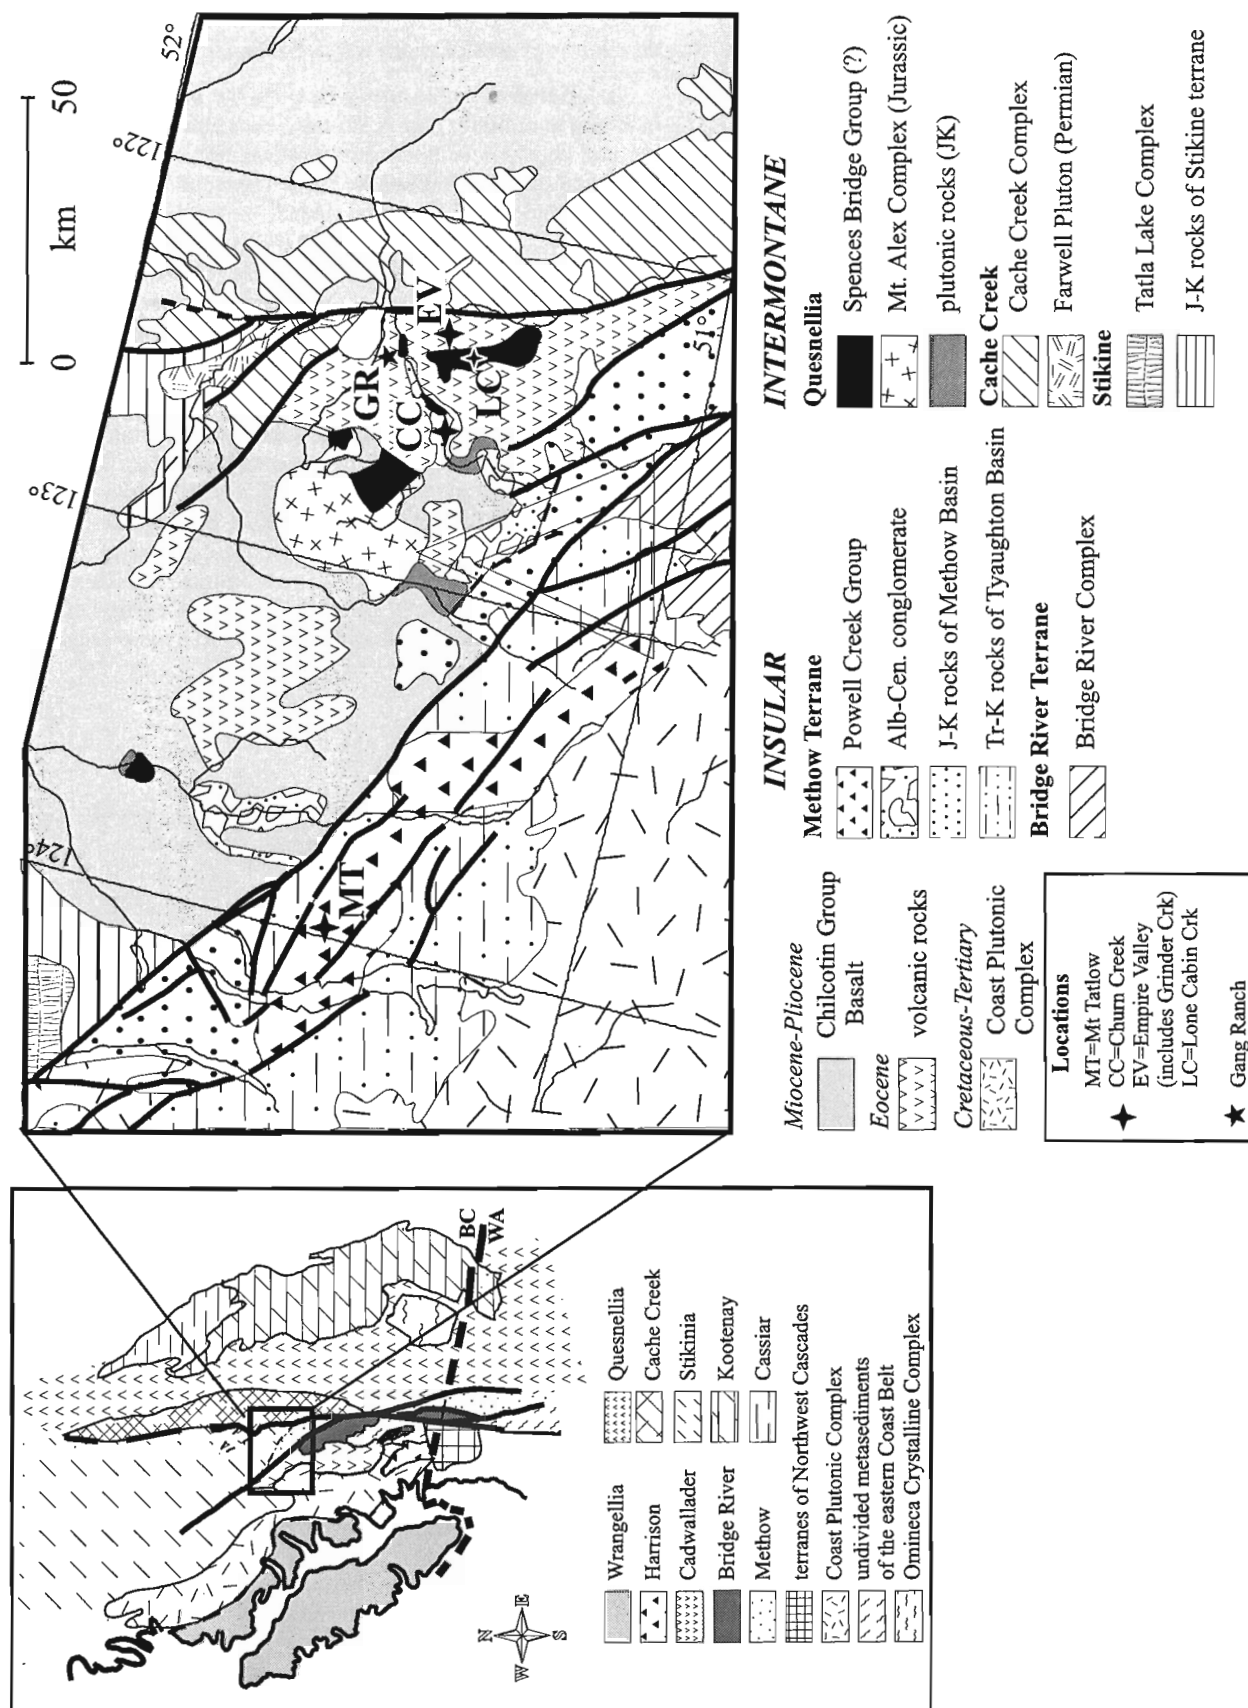 BC
WA
N
W E
S
Wrangellia
Harrison
Cadwallader
Bridge River
Methow
terranes of Northwest Cascades
Coast Plutonic Complex
undivided metasediments
of the eastern Coast Belt
Omineca Crystalline Complex
Quesnellia
Cache Creek
Stikinia
Kootenay
Cassiar
0 km 50
124°
123°
122°
52°
51°
MT
GR
CC
EV
LC
Miocene-Pliocene
Chilcotin Group
Basalt
Eocene
volcanic rocks
Cretaceous-Tertiary
Coast Plutonic
Complex
Locations
MT=Mt Tatlow
CC=Churn Creek
EV=Empire Valley
(includes Grinder Crk)
LC=Lone Cabin Crk
Gang Ranch
INSULAR
Methow Terrane
Powell Creek Group
Alb-Cen. conglomerate
J-K rocks of Methow Basin
Tr-K rocks of Tyaughton Basin
Bridge River Terrane
Bridge River Complex
INTERMONTANE
Quesnellia
Spences Bridge Group (?)
Mt. Alex Complex (Jurassic)
plutonic rocks (JK)
Cache Creek
Cache Creek Complex
Farwell Pluton (Permian)
Stikine
Tatla Lake Complex
J-K rocks of Stikine terrane